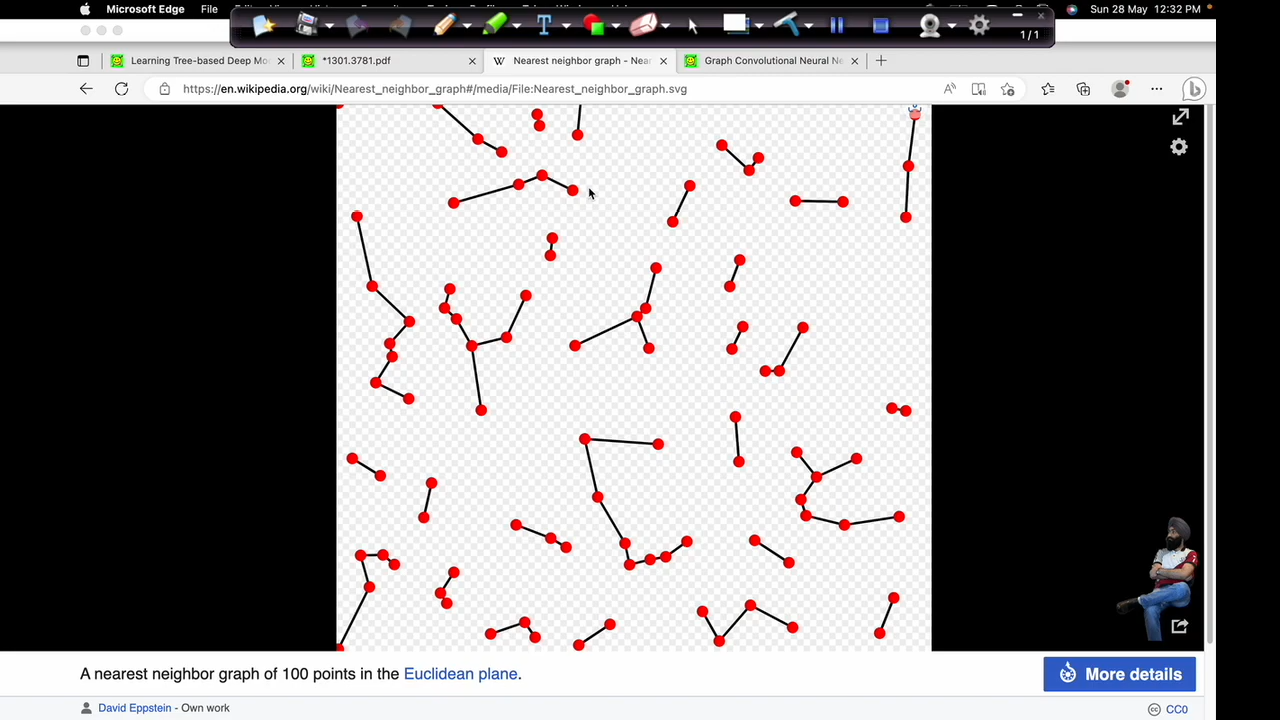 Microsoft Edge File
Sun 28 May 12:32 PM
1/1
Learning Tree-based Deep Mo
*1301.3781.pdf
Nearest neighbor graph - Near
Graph Convolutional Neural Ne
https://en.wikipedia.org/wiki/Nearest_neighbor_graph#/media/File:Nearest_neighbor_graph.svg
A nearest neighbor graph of 100 points in the Euclidean plane.
More details
David Eppstein - Own work
CC0